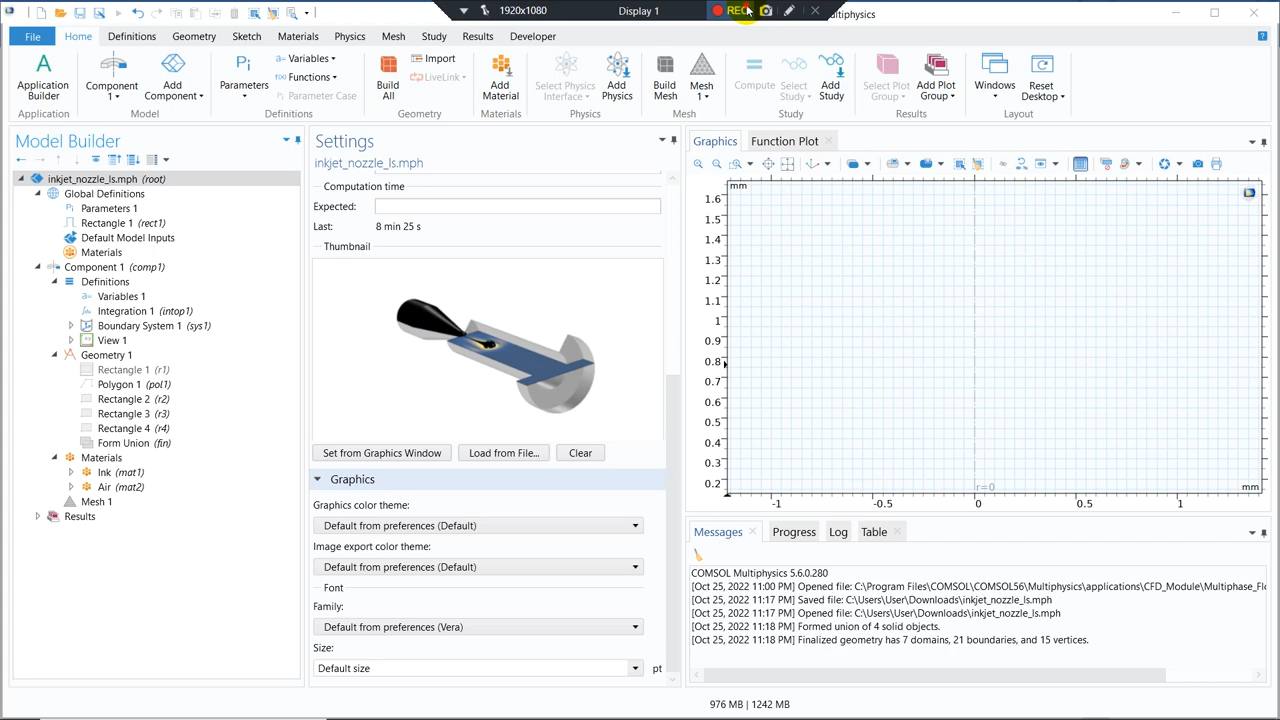 1920x1080
Display 1
REC
ultiphysics
File
Home
Definitions
Geometry
Sketch
Materials
Physics
Mesh
Study
Results
Developer
Application
Builder
Component
1
Add
Component
Pi
Parameters
a= Variables
f(x) Functions
Pi Parameter Case
Build
All
Import
LiveLink
Add
Material
Select Physics
Interface
Add
Physics
Build
Mesh
Mesh
1
Compute
Select
Study
Add
Study
Select Plot
Group
Add Plot
Group
Windows
Reset
Desktop
Application
Model
Definitions
Geometry
Materials
Physics
Mesh
Study
Results
Layout
Model Builder
inkjet_nozzle_ls.mph (root)
Global Definitions
Pi Parameters 1
Rectangle 1 (rect1)
Default Model Inputs
Materials
Component 1 (comp1)
Definitions
a= Variables 1
Integration 1 (intop1)
Boundary System 1 (sys1)
View 1
Geometry 1
Rectangle 1 (r1)
Polygon 1 (pol1)
Rectangle 2 (r2)
Rectangle 3 (r3)
Rectangle 4 (r4)
Form Union (fin)
Materials
Ink (mat1)
Air (mat2)
Mesh 1
Results
Settings
inkjet_nozzle_ls.mph
Computation time
Expected:
Last: 8 min 25 s
Thumbnail
Set from Graphics Window
Load from File...
Clear
Graphics
Graphics color theme:
Default from preferences (Default)
Image export color theme:
Default from preferences (Default)
Font
Family:
Default from preferences (Vera)
Size:
Default size
pt
Graphics
Function Plot
mm
1.6
1.5
1.4
1.3
1.2
1.1
1
0.9
0.8
0.7
0.6
0.5
0.4
0.3
0.2
r=0
mm
-1
-0.5
0
0.5
1
Messages
Progress
Log
Table
COMSOL Multiphysics 5.6.0.280
[Oct 25, 2022 11:00 PM] Opened file: C:\Program Files\COMSOL\COMSOL56\Multiphysics\applications\CFD_Module\Multiphase_Flo
[Oct 25, 2022 11:17 PM] Saved file: C:\Users\User\Downloads\inkjet_nozzle_ls.mph
[Oct 25, 2022 11:17 PM] Opened file: C:\Users\User\Downloads\inkjet_nozzle_ls.mph
[Oct 25, 2022 11:18 PM] Formed union of 4 solid objects.
[Oct 25, 2022 11:18 PM] Finalized geometry has 7 domains, 21 boundaries, and 15 vertices.
976 MB | 1242 MB